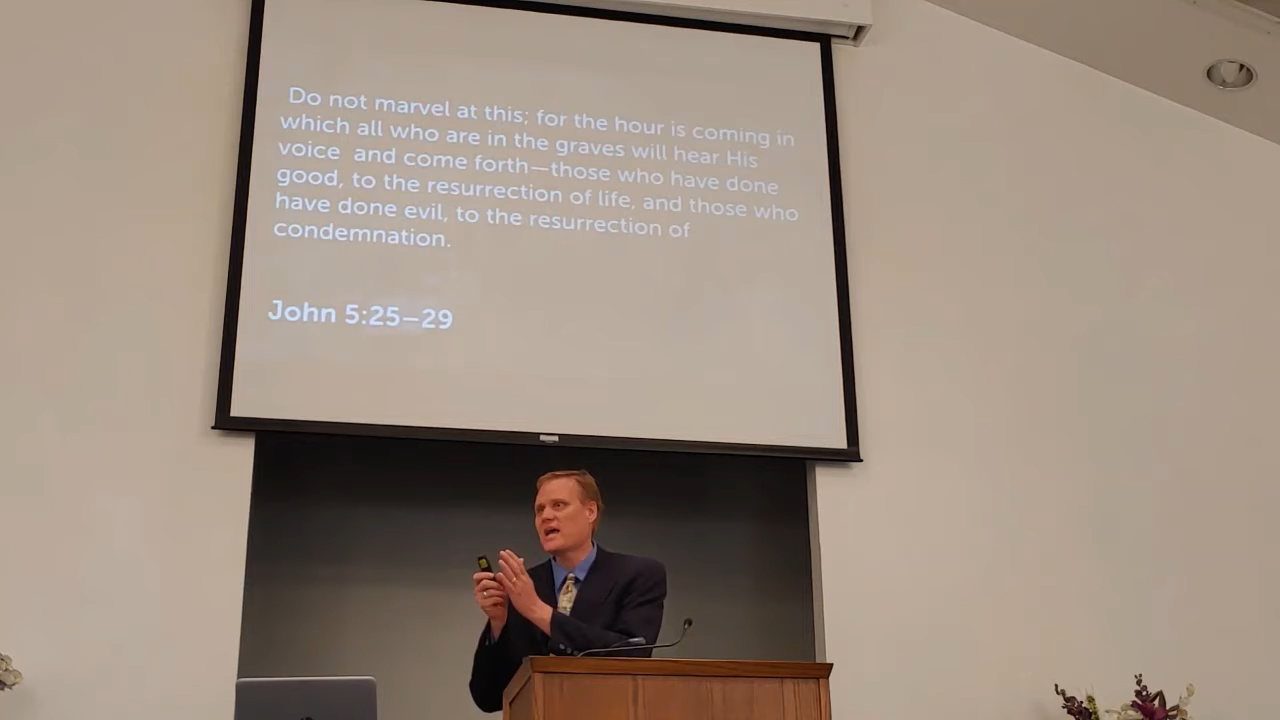 Do not marvel at this; for the hour is coming in
which all who are in the graves will hear His
voice and come forth—those who have done
good, to the resurrection of life, and those who
have done evil, to the resurrection of
condemnation.
John 5:25–29